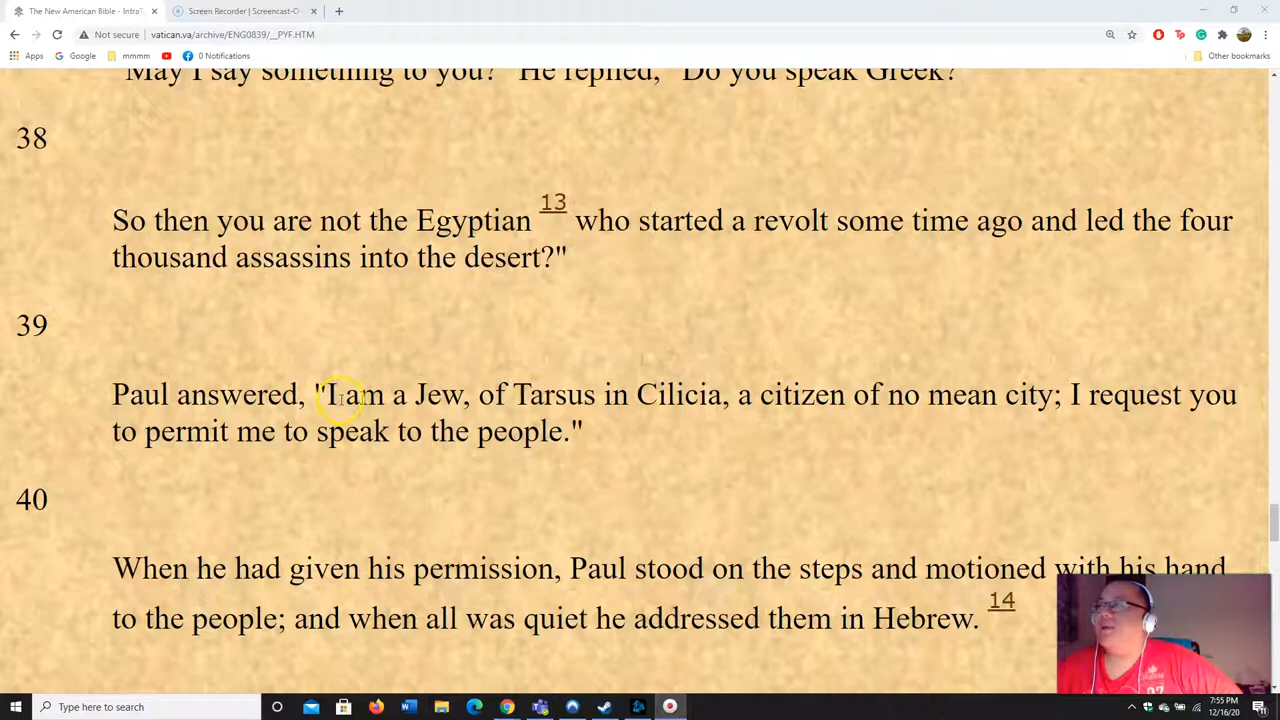 The New American Bible - IntraT
Screen Recorder | Screencast-O-
Not secure | vatican.va/archive/ENG0839/__PYF.HTM
Apps Google mmmm 0 Notifications Other bookmarks
"May I say something to you?" He replied, "Do you speak Greek?
38
So then you are not the Egyptian 13 who started a revolt some time ago and led the four
thousand assassins into the desert?"
39
Paul answered, "I am a Jew, of Tarsus in Cilicia, a citizen of no mean city; I request you
to permit me to speak to the people."
40
When he had given his permission, Paul stood on the steps and motioned with his hand
to the people; and when all was quiet he addressed them in Hebrew. 14
Type here to search
7:55 PM
12/16/20